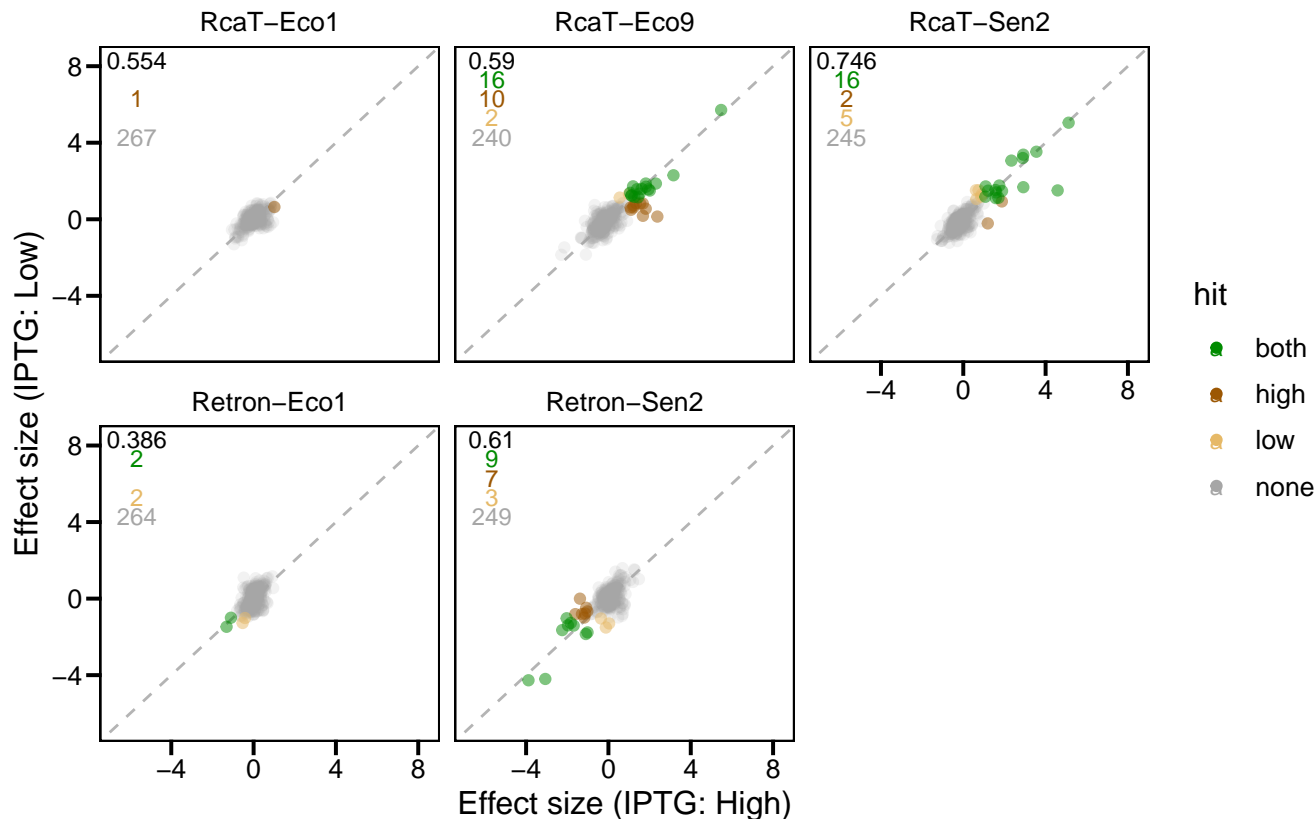 RcaT−Eco1
RcaT−Eco9
RcaT−Sen2
0.554
1
267
0.59
16
10
2
240
0.746
16
2
5
245
8
4
0
−4
−4 0 4 8
Retron−Eco1
Retron−Sen2
0.386
2
2
264
0.61
9
7
3
249
8
4
0
−4
−4 0 4 8
−4 0 4 8
Effect size (IPTG: High)
Effect size (IPTG: Low)
hit
a both
a high
a low
a none